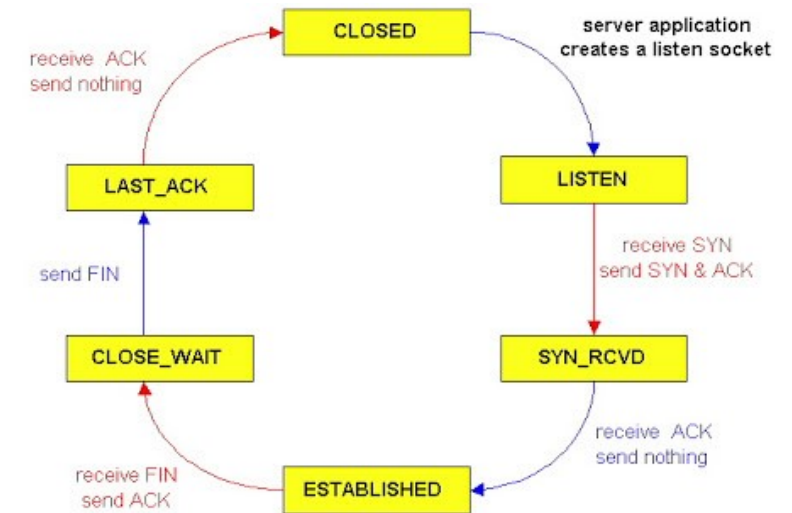 CLOSED
server application
creates a listen socket
receive ACK
send nothing
LAST_ACK
LISTEN
receive SYN
send SYN & ACK
send FIN
CLOSE_WAIT
SYN_RCVD
receive ACK
send nothing
receive FIN
send ACK
ESTABLISHED